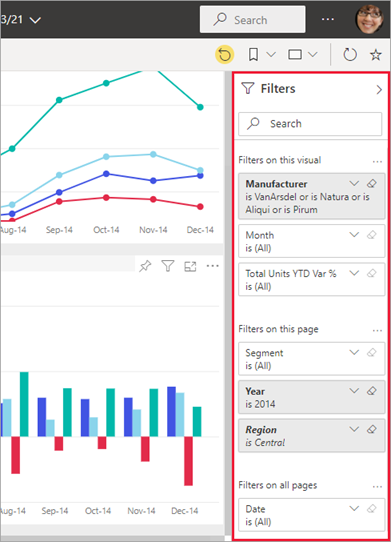 3/21
Search
Filters
Search
Filters on this visual
Manufacturer
is VanArsdel or is Natura or is
Aliqui or is Pirum
Month
is (All)
Total Units YTD Var %
is (All)
Filters on this page
Segment
is (All)
Year
is 2014
Region
is Central
Filters on all pages
Date
is (All)
Aug-14 Sep-14 Oct-14 Nov-14 Dec-14
Aug-14 Sep-14 Oct-14 Nov-14 Dec-14